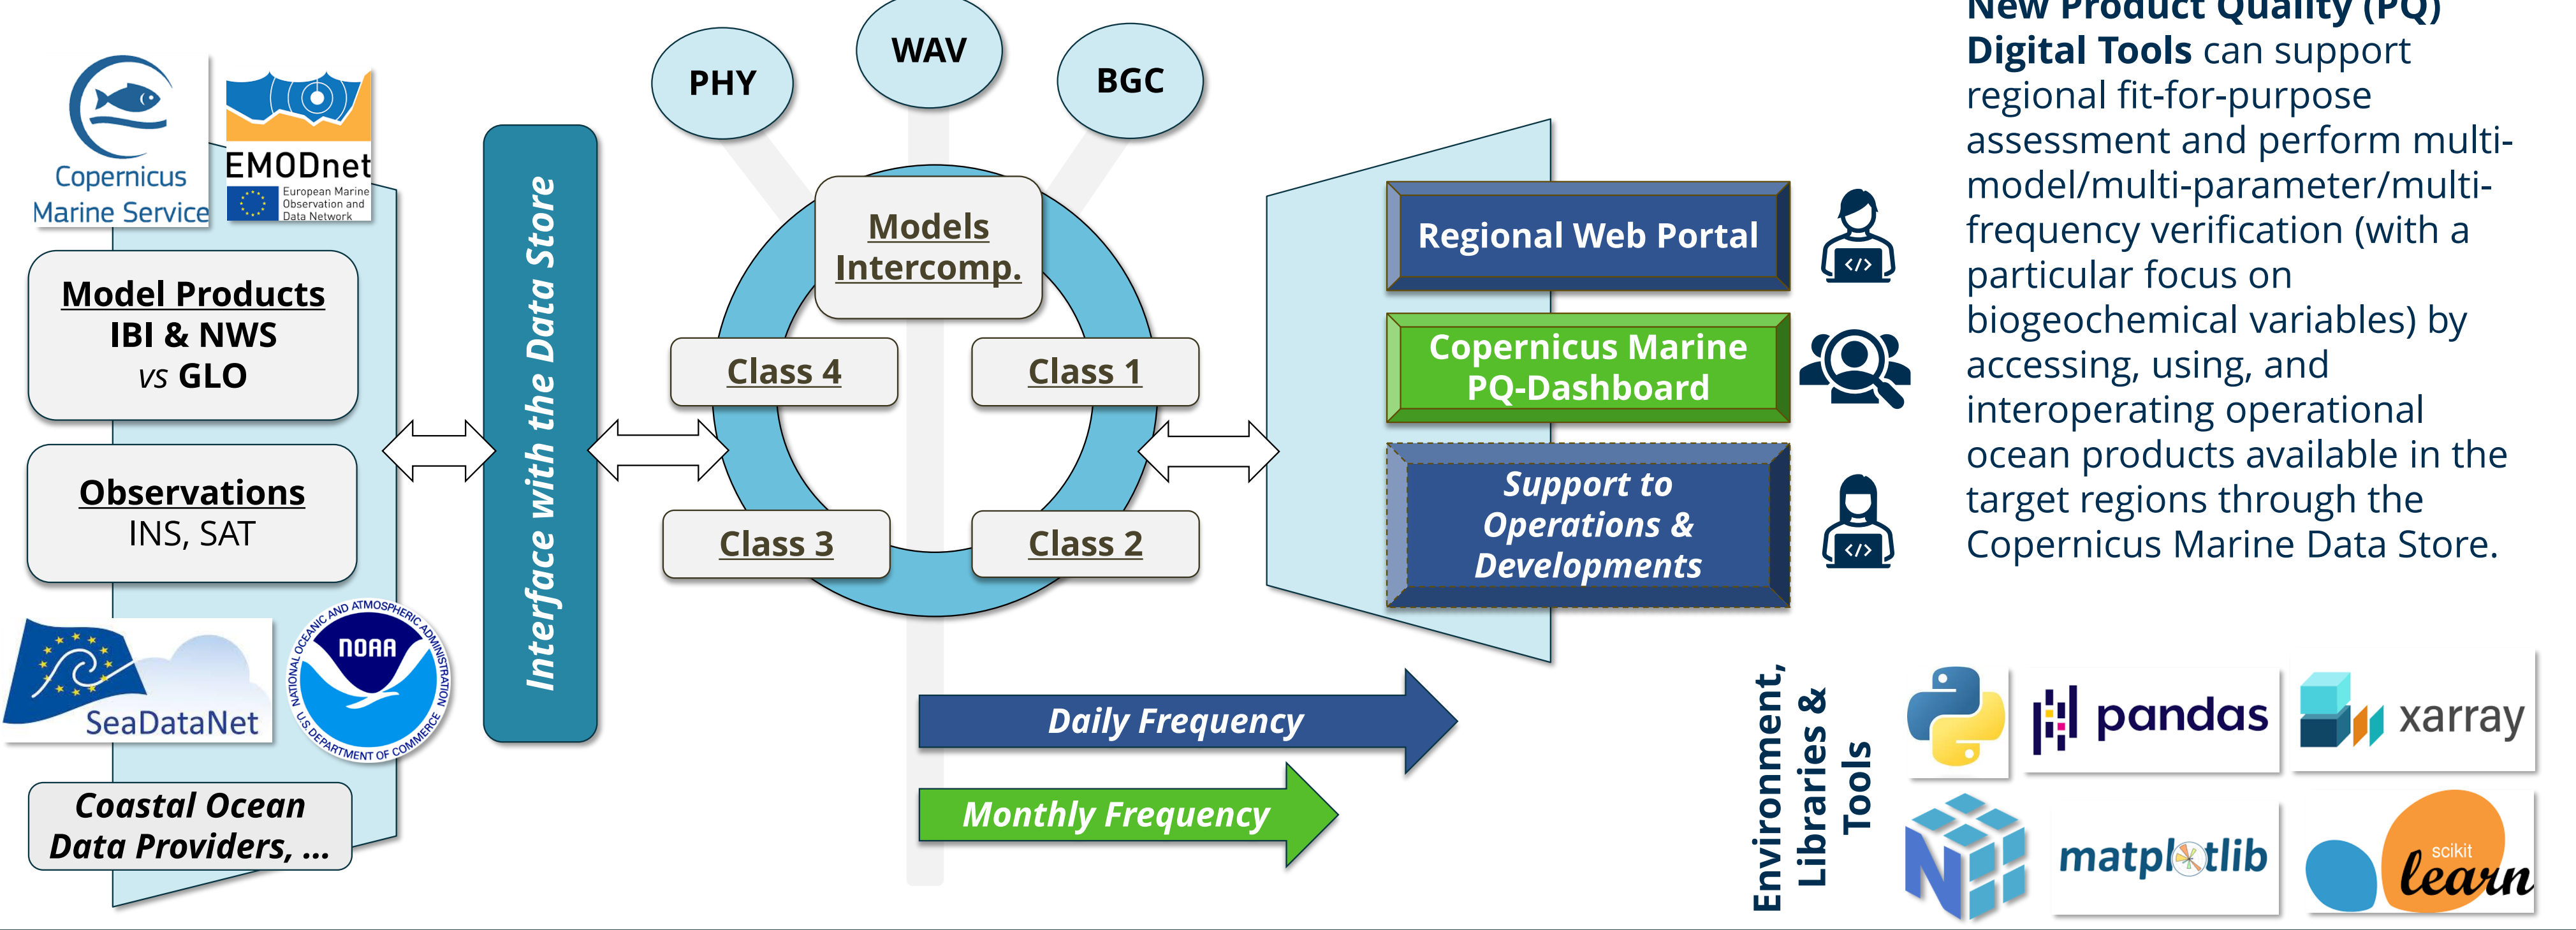 Copernicus
Marine Service
EMODnet
European Marine
Observation and
Data Network
Model Products
IBI & NWS
vs GLO
Observations
INS, SAT
SeaDataNet
NATIONAL OCEANIC AND ATMOSPHERIC ADMINISTRATION
NOAA
U.S. DEPARTMENT OF COMMERCE
Coastal Ocean
Data Providers, ...
Interface with the Data Store
PHY
WAV
BGC
Models
Intercomp.
Class 4
Class 1
Class 3
Class 2
Daily Frequency
Monthly Frequency
Regional Web Portal
</>
Copernicus Marine
PQ-Dashboard
Support to
Operations &
Developments
</>
New Product Quality (PQ)
Digital Tools can support
regional fit-for-purpose
assessment and perform multi-
model/multi-parameter/multi-
frequency verification (with a
particular focus on
biogeochemical variables) by
accessing, using, and
interoperating operational
ocean products available in the
target regions through the
Copernicus Marine Data Store.
Environment,
Libraries &
Tools
pandas
xarray
N
matplotlib
scikit
learn